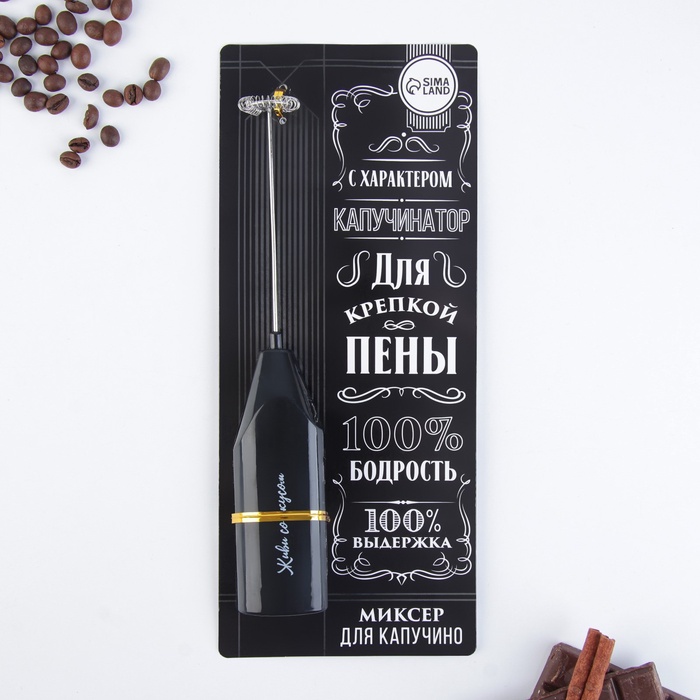 SIMA
LAND
С ХАРАКТЕРОМ
КАПУЧИНАТОР
Для
КРЕПКОЙ
ПЕНЫ
100%
БОДРОСТЬ
100%
ВЫДЕРЖКА
МИКСЕР
ДЛЯ КАПУЧИНО
Живи со вкусом